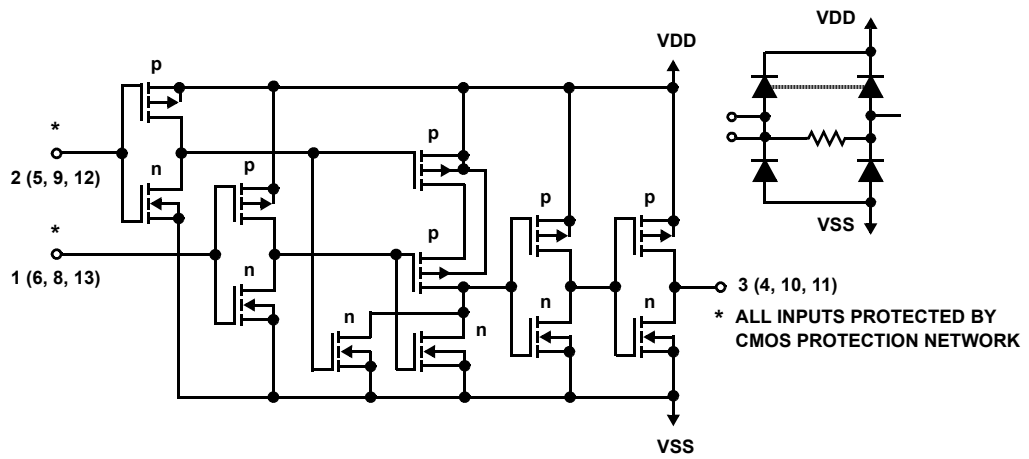 VDD
VDD
p
*
n
p
p
2 (5, 9, 12)
*
p
p
p
VSS
1 (6, 8, 13)
n
n
n
n
n
3 (4, 10, 11)
* ALL INPUTS PROTECTED BY
CMOS PROTECTION NETWORK
VSS